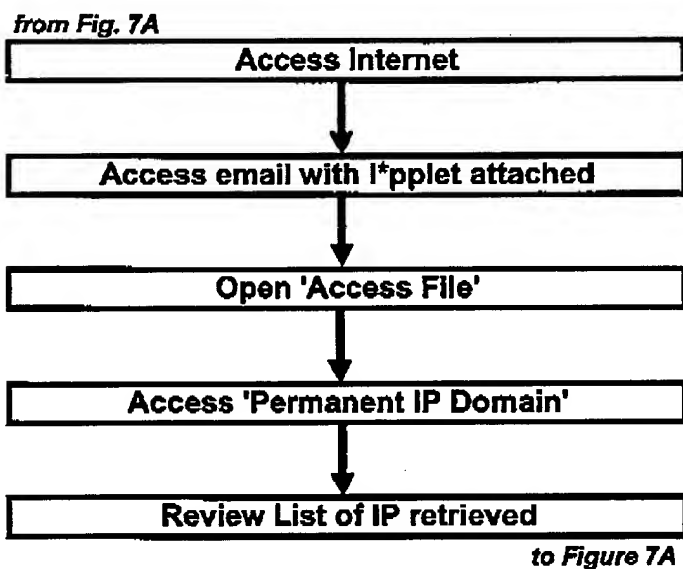 from Fig. 7A
Access Internet
Access email with I*pplet attached
Open 'Access File'
Access 'Permanent IP Domain'
Review List of IP retrieved
to Figure 7A